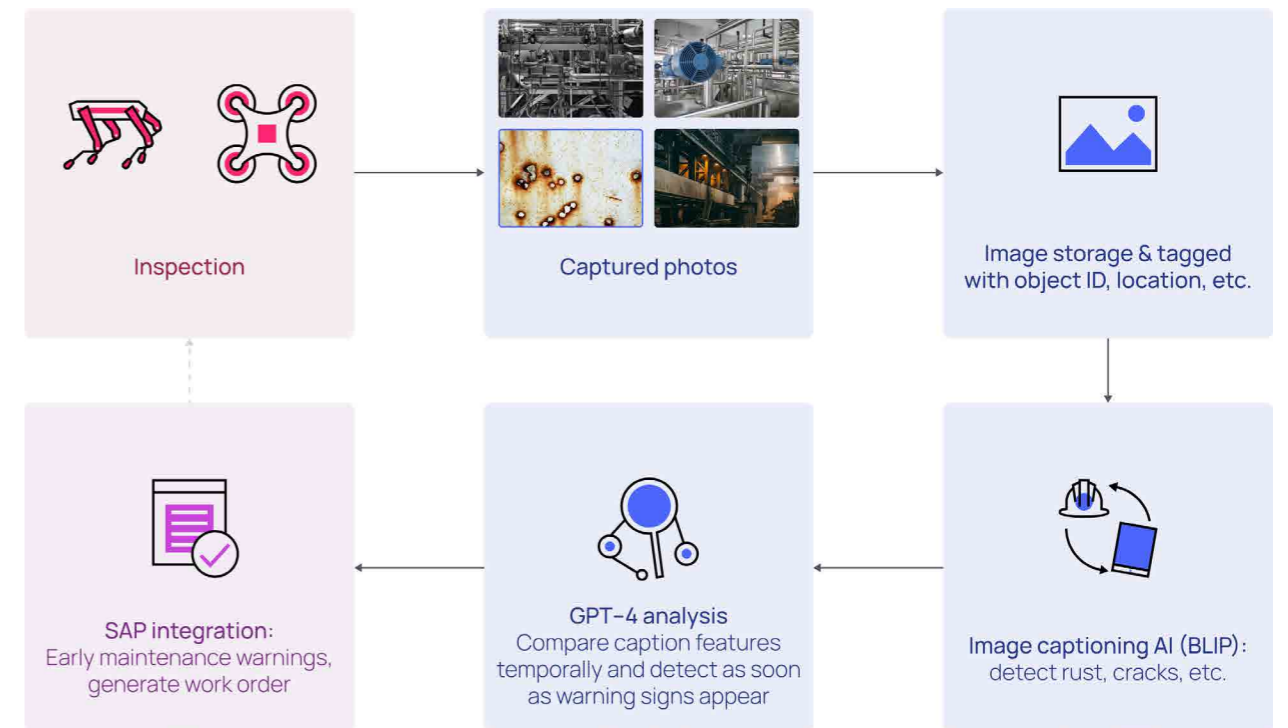 Inspection
Captured photos
Image storage & tagged
with object ID, location, etc.
SAP integration:
Early maintenance warnings,
generate work order
GPT-4 analysis
Compare caption features
temporally and detect as soon
as warning signs appear
Image captioning AI (BLIP):
detect rust, cracks, etc.